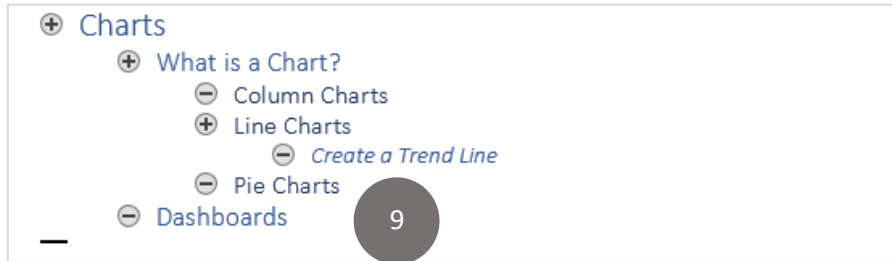 Charts
What is a Chart?
Column Charts
Line Charts
Create a Trend Line
Pie Charts
Dashboards
9